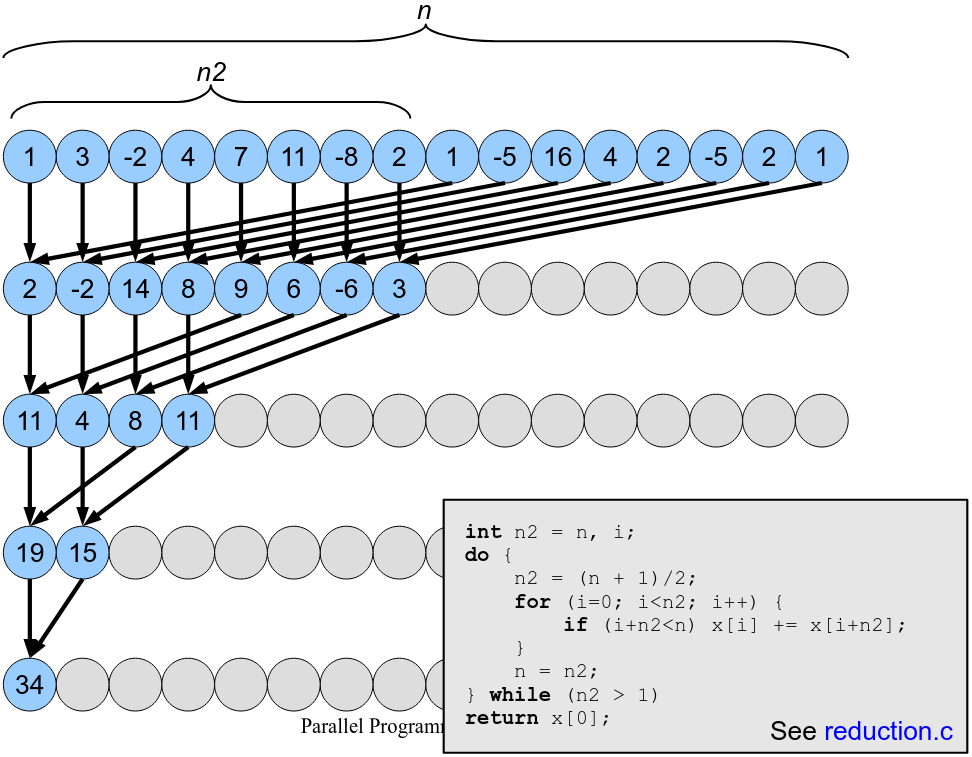 n
n2
1 3 -2 4 7 11 -8 2 1 -5 16 4 2 -5 2 1
2 -2 14 8 9 6 -6 3
11 4 8 11
19 15
34
int n2 = n, i;
do {
n2 = (n + 1)/2;
for (i=0; i<n2; i++) {
if (i+n2<n) x[i] += x[i+n2];
}
n = n2;
} while (n2 > 1)
return x[0];
See reduction.c
Parallel Program